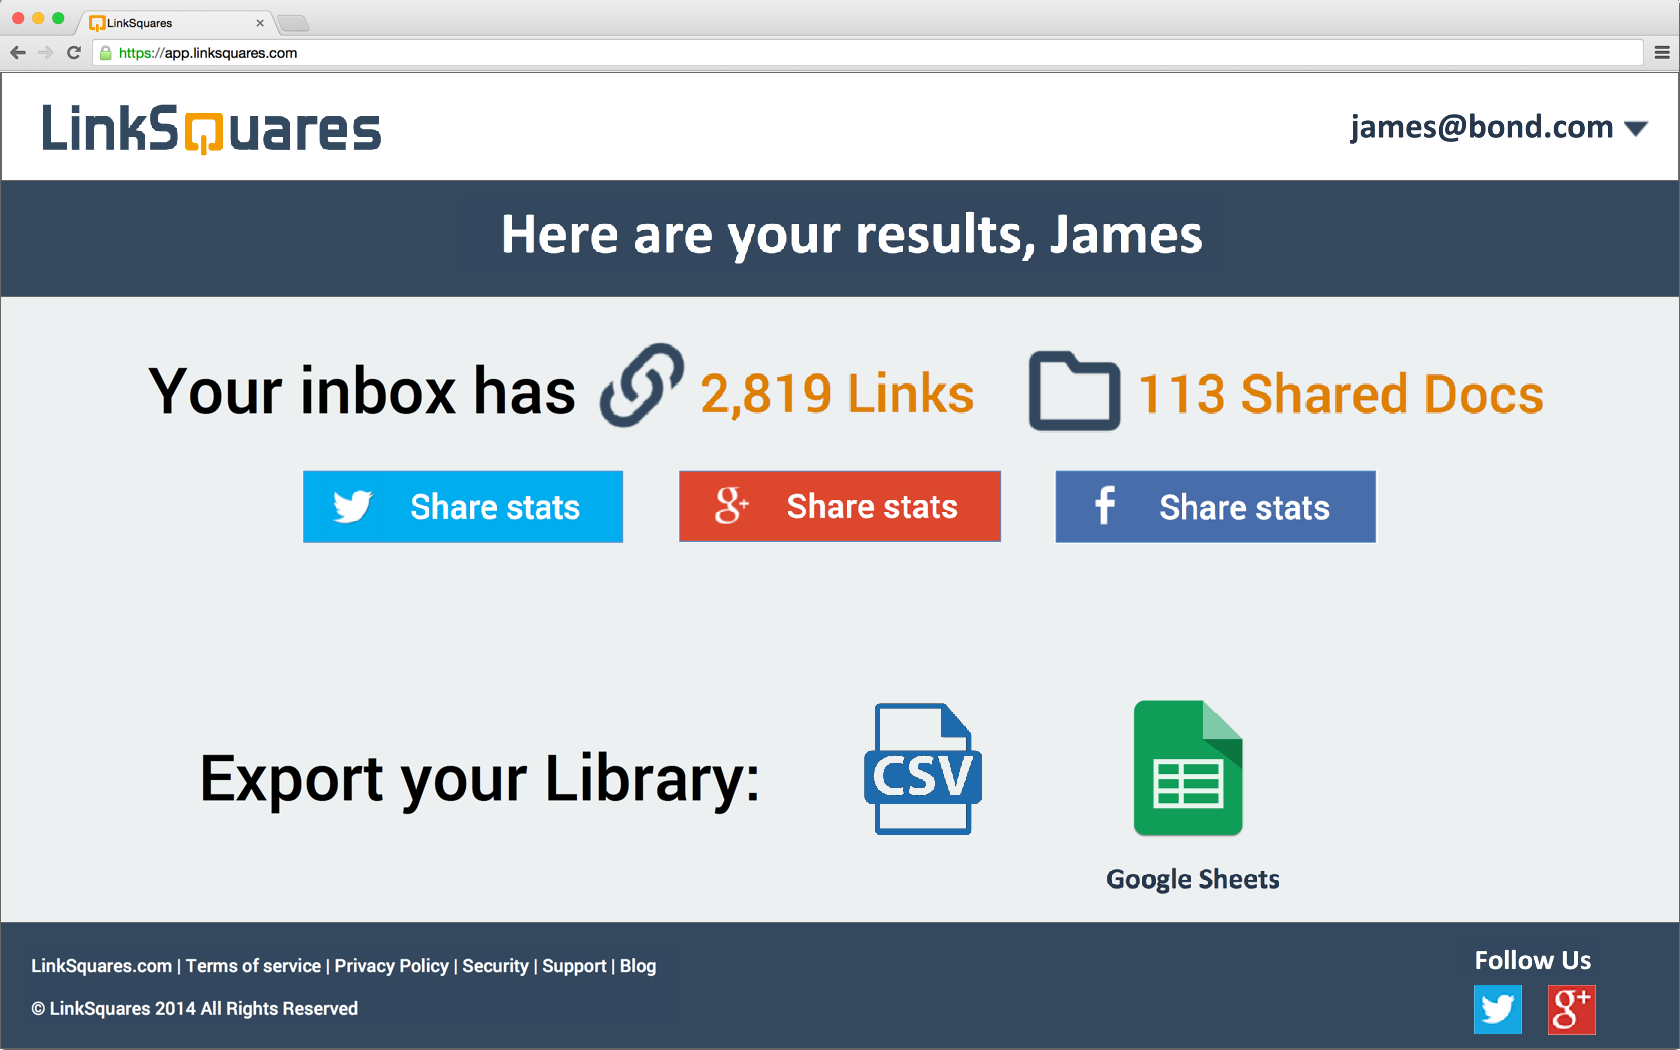 LinkSquares
https://app.linksquares.com
LinkSquares
james@bond.com
Here are your results, James
Your inbox has 2,819 Links 113 Shared Docs
Share stats
g+ Share stats
f Share stats
Export your Library:
CSV
Google Sheets
LinkSquares.com | Terms of service | Privacy Policy | Security | Support | Blog
© LinkSquares 2014 All Rights Reserved
Follow Us
g+